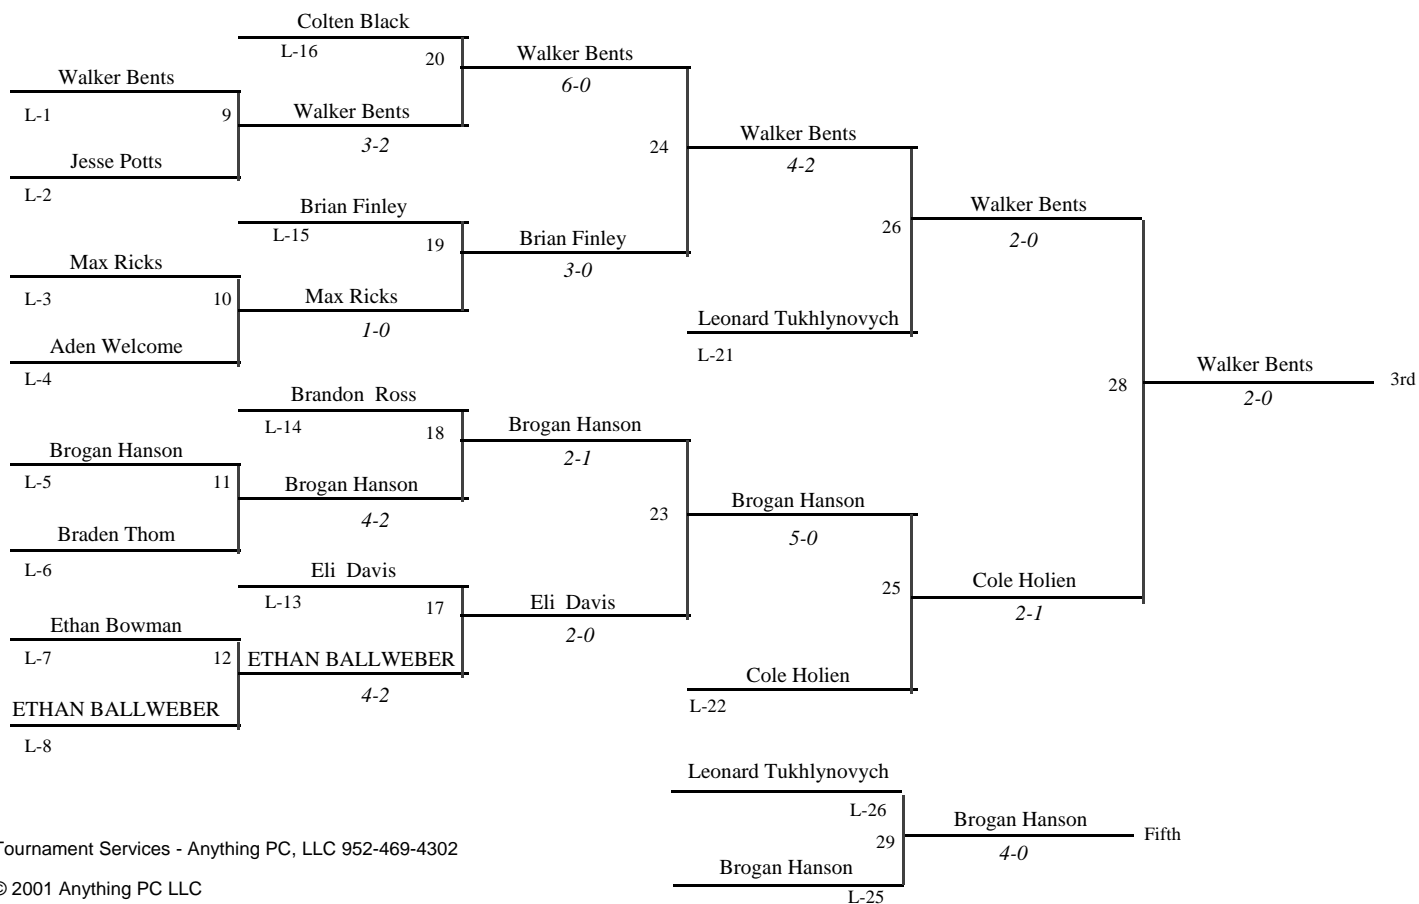 Colten Black
L-16
20
Walker Bents
6-0
Walker Bents
L-1
9
Walker Bents
3-2
Jesse Potts
L-2
24
Walker Bents
4-2
Brian Finley
L-15
19
Brian Finley
3-0
Max Ricks
L-3
10
Max Ricks
1-0
Aden Welcome
L-4
26
Walker Bents
2-0
Leonard Tukhlynovych
L-21
28
Walker Bents
2-0
3rd
Brandon  Ross
L-14
18
Brogan Hanson
2-1
Brogan Hanson
L-5
11
Brogan Hanson
4-2
Braden Thom
L-6
23
Brogan Hanson
5-0
Eli  Davis
L-13
17
Eli  Davis
2-0
Ethan Bowman
L-7
12
ETHAN BALLWEBER
4-2
ETHAN BALLWEBER
L-8
25
Cole Holien
2-1
Cole Holien
L-22
Leonard Tukhlynovych
L-26
29
Brogan Hanson
4-0
Fifth
Brogan Hanson
L-25
Tournament Services - Anything PC, LLC 952-469-4302
© 2001 Anything PC LLC